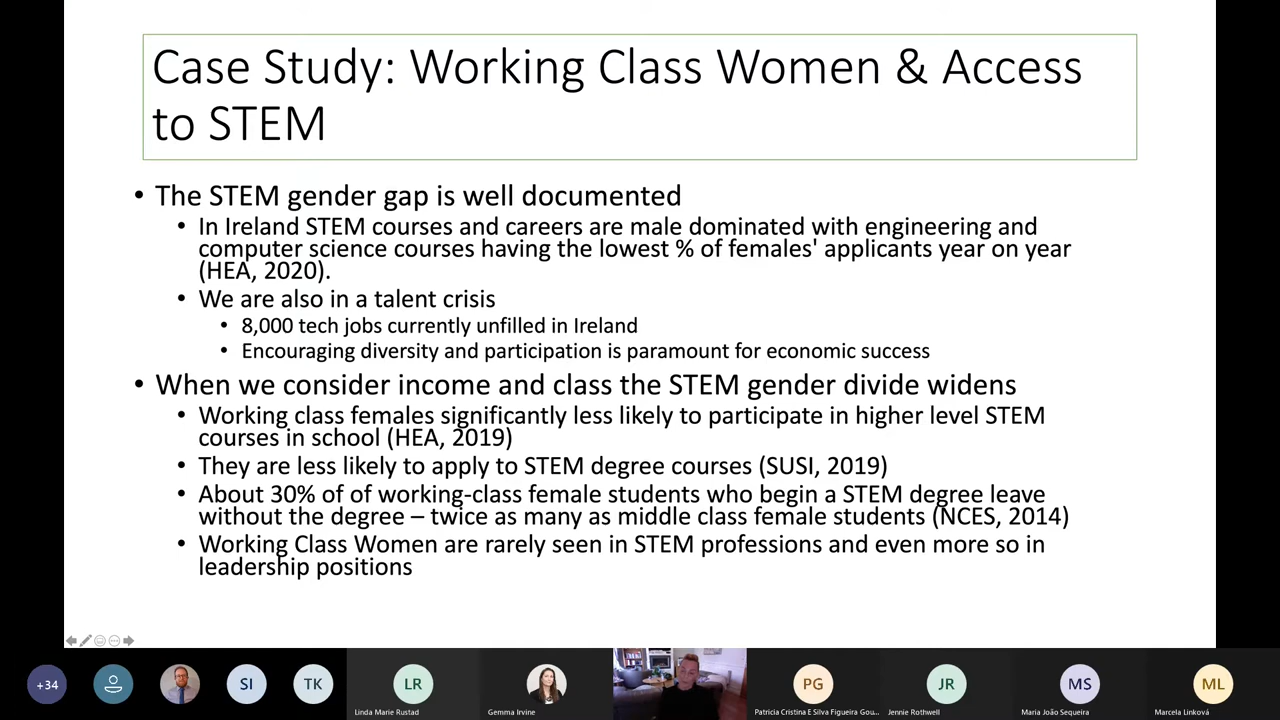 Case Study: Working Class Women & Access
to STEM
• The STEM gender gap is well documented
• In Ireland STEM courses and careers are male dominated with engineering and
computer science courses having the lowest % of females' applicants year on year
(HEA, 2020).
• We are also in a talent crisis
• 8,000 tech jobs currently unfilled in Ireland
• Encouraging diversity and participation is paramount for economic success
• When we consider income and class the STEM gender divide widens
• Working class females significantly less likely to participate in higher level STEM
courses in school (HEA, 2019)
• They are less likely to apply to STEM degree courses (SUSI, 2019)
• About 30% of of working-class female students who begin a STEM degree leave
without the degree – twice as many as middle class female students (NCES, 2014)
• Working Class Women are rarely seen in STEM professions and even more so in
leadership positions
+34 SI TK LR PG JR MS ML
Linda Marie Rustad Gemma Irvine Patricia Cristina E Silva Figueira Gou... Jennie Rothwell Maria João Sequeira Marcela Linková